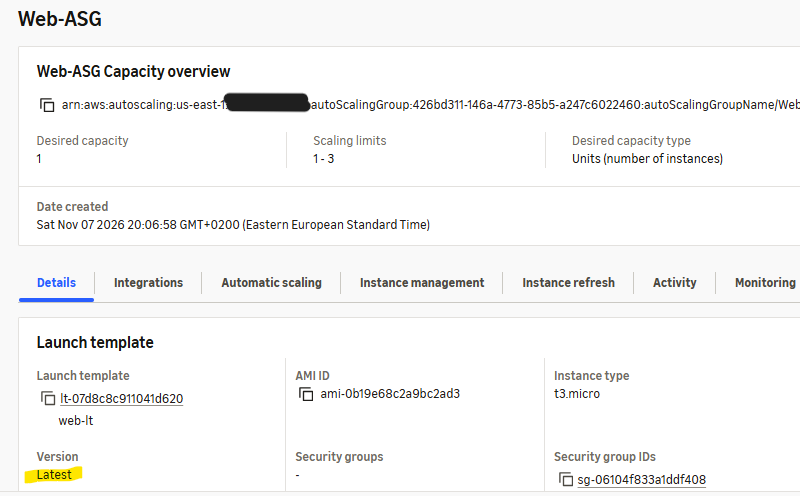 Web-ASG
Web-ASG Capacity overview
arn:aws:autoscaling:us-east-1 autoScalingGroup:426bd311-146a-4773-85b5-a247c6022460:autoScalingGroupName/Web
Desired capacity Scaling limits Desired capacity type
1 1 - 3 Units (number of instances)
Date created
Sat Nov 07 2026 20:06:58 GMT+0200 (Eastern European Standard Time)
Details Integrations Automatic scaling Instance management Instance refresh Activity Monitoring
Launch template
Launch template AMI ID Instance type
lt-07d8c8c911041d620 ami-0b19e68c2a9bc2ad3 t3.micro
web-lt
Version Security groups Security group IDs
Latest - sg-06104f833a1ddf408